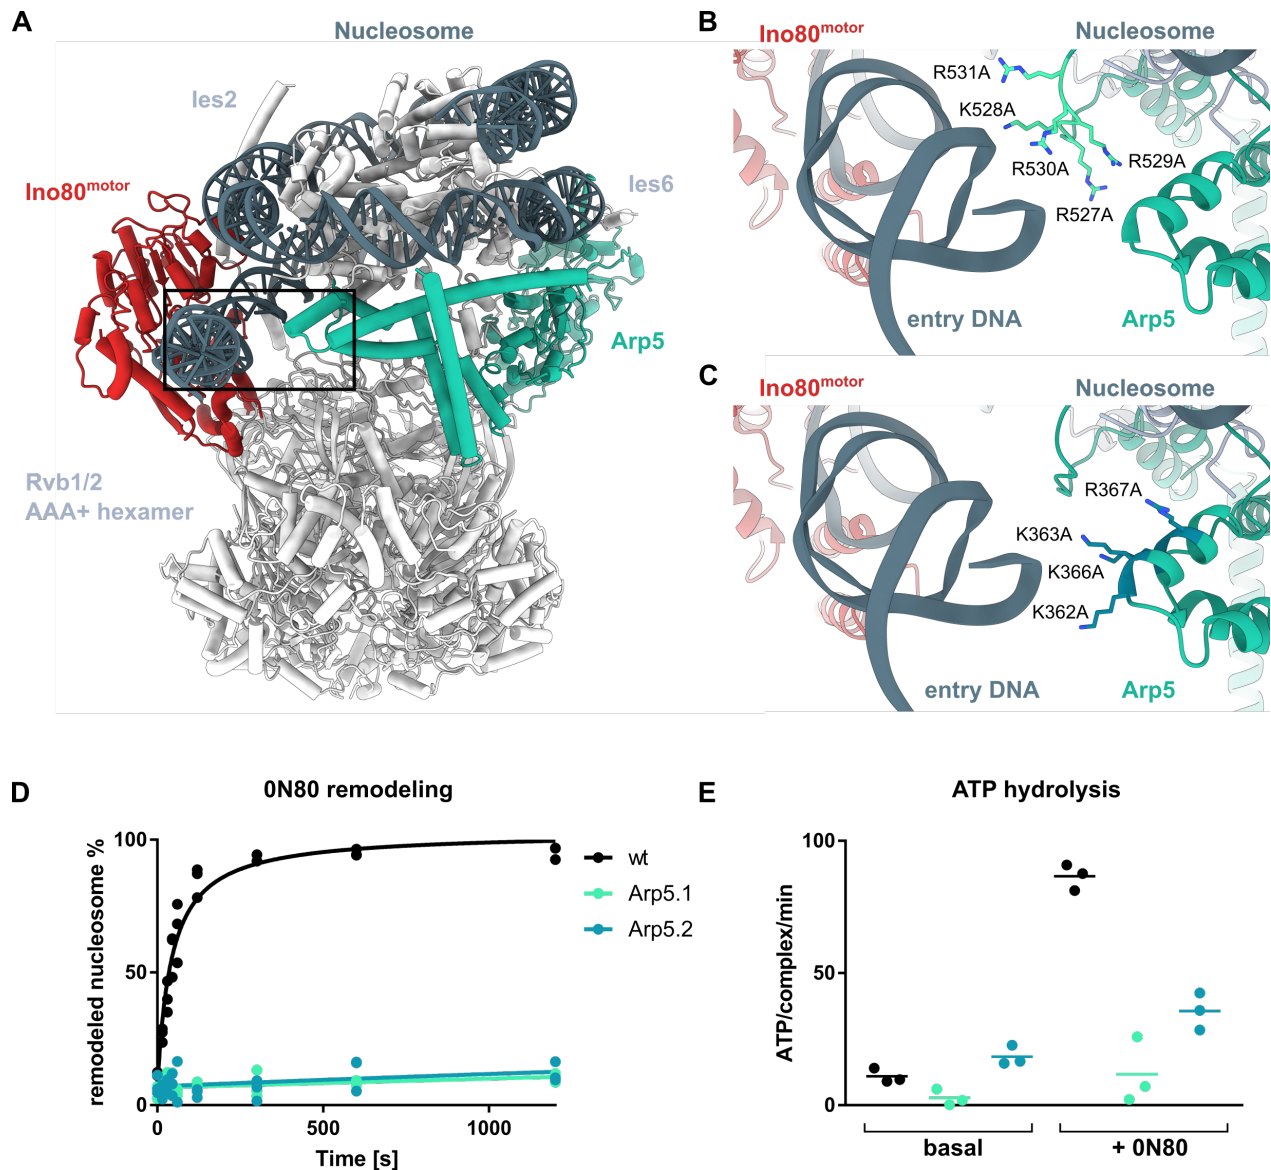 A
Nucleosome
Ies2
Ies6
Ino80motor
Arp5
Rvb1/2
AAA+ hexamer
B
Ino80motor
Nucleosome
R531A
K528A
R530A
R529A
R527A
entry DNA
Arp5
C
Ino80motor
Nucleosome
R367A
K363A
K366A
K362A
entry DNA
Arp5
D
0N80 remodeling
remodeled nucleosome %
100
50
0
0
500
1000
Time [s]
wt
Arp5.1
Arp5.2
E
ATP hydrolysis
ATP/complex/min
100
50
0
basal
+ 0N80